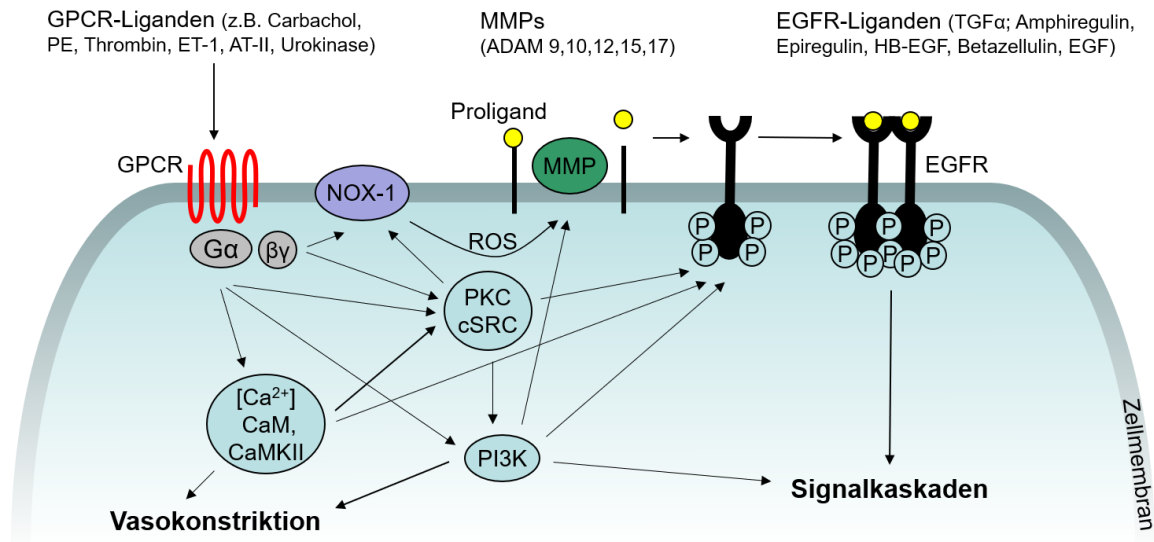 GPCR-Liganden (z.B. Carbachol,
PE, Thrombin, ET-1, AT-II, Urokinase)
MMPs
(ADAM 9,10,12,15,17)
EGFR-Liganden (TGFα; Amphiregulin,
Epiregulin, HB-EGF, Betazellulin, EGF)
Proligand
GPCR
NOX-1
MMP
EGFR
Gα
βγ
ROS
P
P
P
P
P
P
P
P
P
P
P
P
PKC
cSRC
[Ca²⁺]
CaM,
CaMKII
PI3K
Zellmembran
Signalkaskaden
Vasokonstriktion